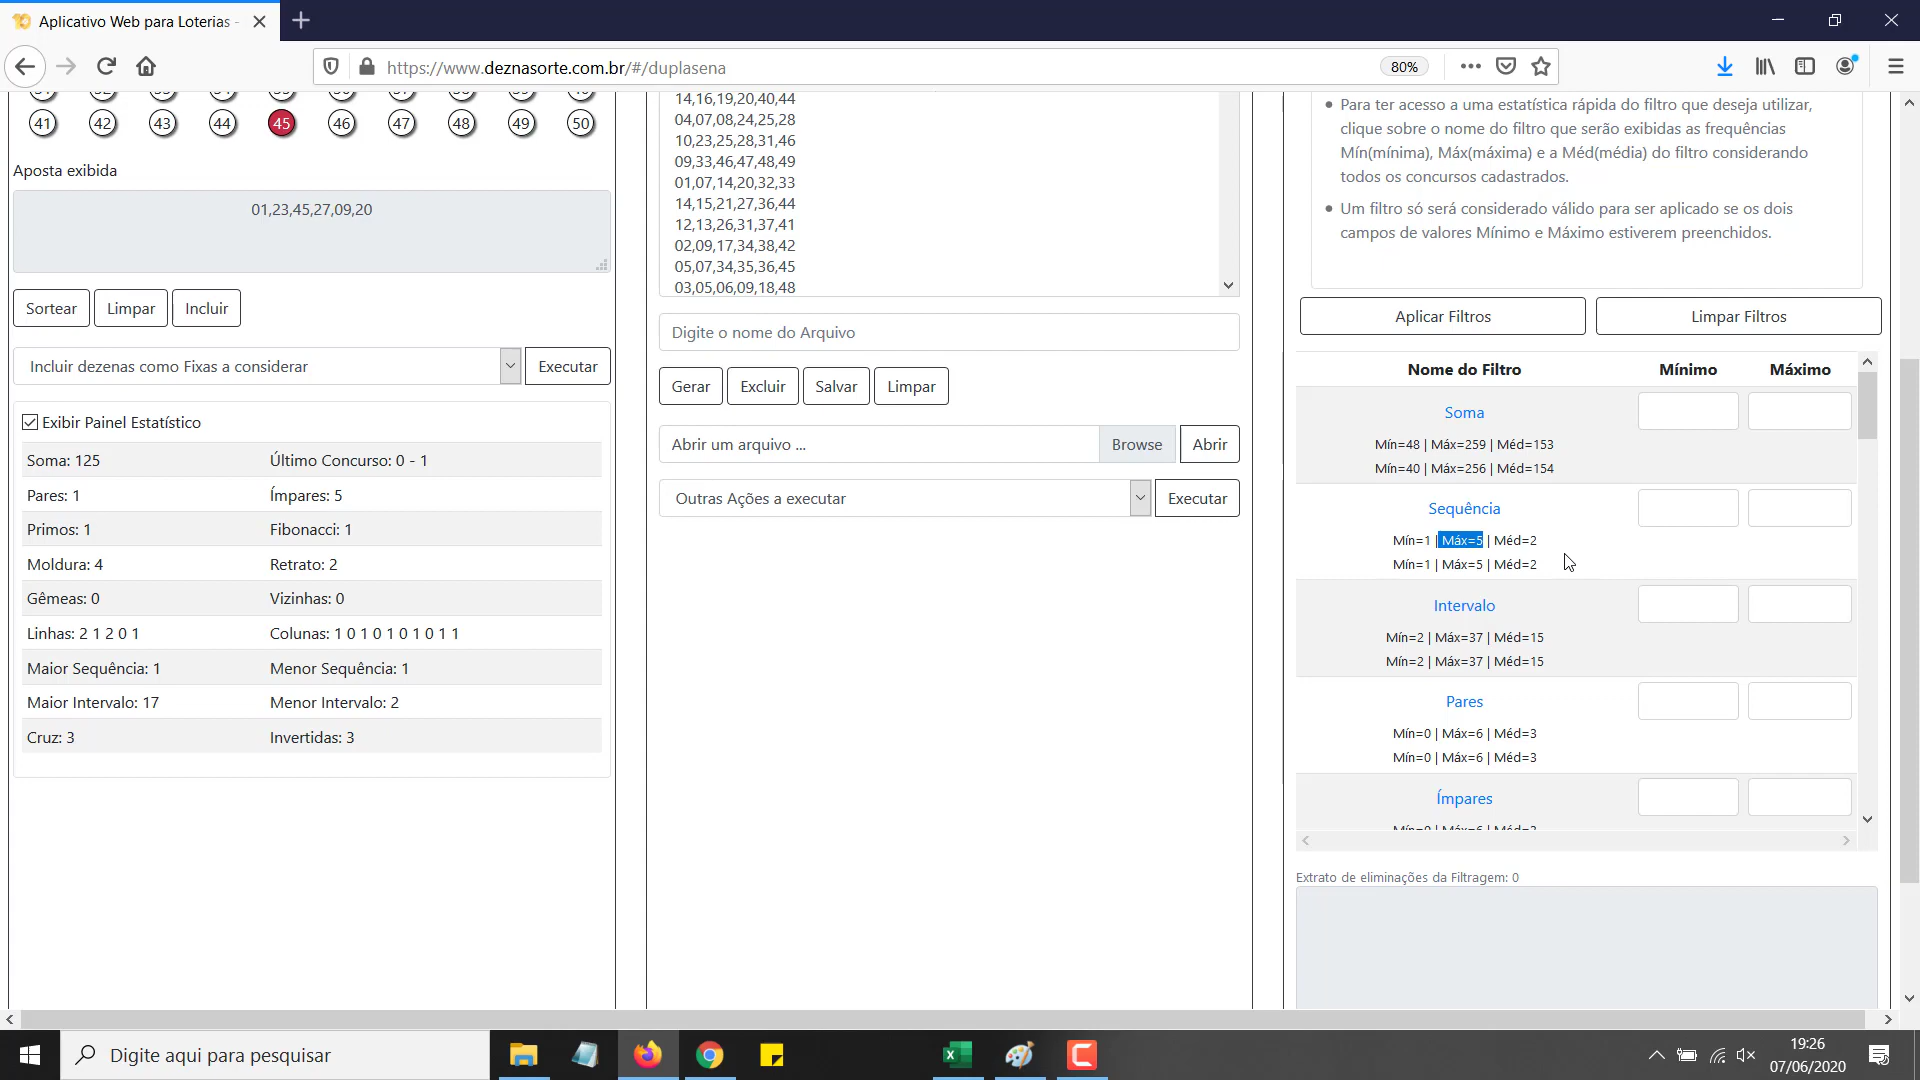 Aplicativo Web para Loterias -
https://www.deznasorte.com.br/#/duplasena
80%
41 42 43 44 45 46 47 48 49 50
Aposta exibida
01,23,45,27,09,20
Sortear Limpar Incluir
Incluir dezenas como Fixas a considerar Executar
Exibir Painel Estatístico
Soma: 125 Último Concurso: 0 - 1
Pares: 1 Ímpares: 5
Primos: 1 Fibonacci: 1
Moldura: 4 Retrato: 2
Gêmeas: 0 Vizinhas: 0
Linhas: 2 1 2 0 1 Colunas: 1 0 1 0 1 0 1 0 1 1
Maior Sequência: 1 Menor Sequência: 1
Maior Intervalo: 17 Menor Intervalo: 2
Cruz: 3 Invertidas: 3
14,16,19,20,40,44
04,07,08,24,25,28
10,23,25,28,31,46
09,33,46,47,48,49
01,07,14,20,32,33
14,15,21,27,36,44
12,13,26,31,37,41
02,09,17,34,38,42
05,07,34,35,36,45
03,05,06,09,18,48
Digite o nome do Arquivo
Gerar Excluir Salvar Limpar
Abrir um arquivo ... Browse Abrir
Outras Ações a executar Executar
Para ter acesso a uma estatística rápida do filtro que deseja utilizar,
clique sobre o nome do filtro que serão exibidas as frequências
Mín(mínima), Máx(máxima) e a Méd(média) do filtro considerando
todos os concursos cadastrados.
Um filtro só será considerado válido para ser aplicado se os dois
campos de valores Mínimo e Máximo estiverem preenchidos.
Aplicar Filtros Limpar Filtros
Nome do Filtro Mínimo Máximo
Soma
Mín=48 | Máx=259 | Méd=153
Mín=40 | Máx=256 | Méd=154
Sequência
Mín=1 | Máx=5 | Méd=2
Mín=1 | Máx=5 | Méd=2
Intervalo
Mín=2 | Máx=37 | Méd=15
Mín=2 | Máx=37 | Méd=15
Pares
Mín=0 | Máx=6 | Méd=3
Mín=0 | Máx=6 | Méd=3
Ímpares
Extrato de eliminações da Filtragem: 0
Digite aqui para pesquisar
19:26
07/06/2020